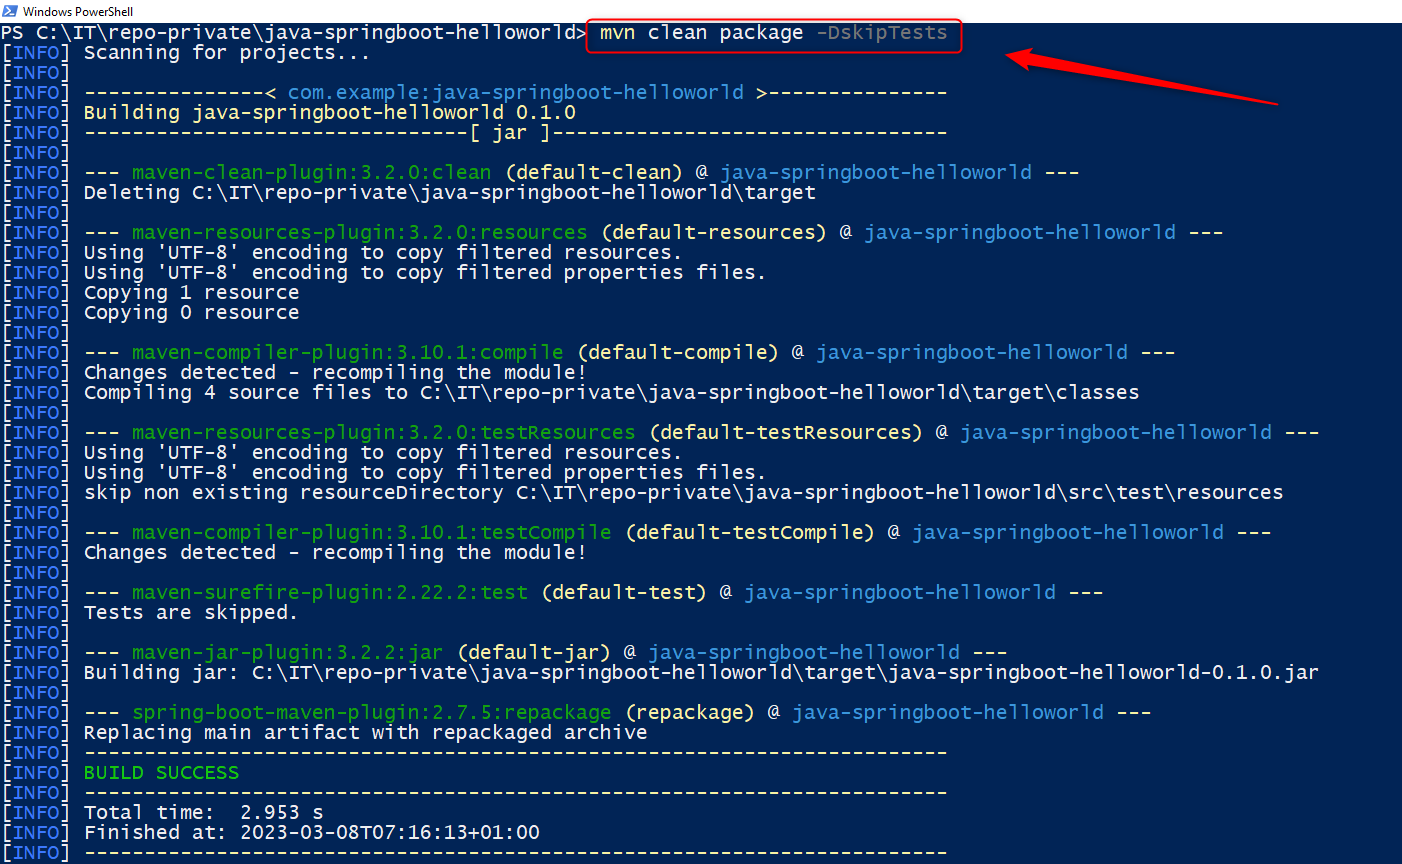 Windows PowerShell
PS C:\IT\repo-private\java-springboot-helloworld> mvn clean package -DskipTests
[INFO] Scanning for projects...
[INFO]
[INFO] ---------------< com.example:java-springboot-helloworld >---------------
[INFO] Building java-springboot-helloworld 0.1.0
[INFO] --------------------------------[ jar ]---------------------------------
[INFO]
[INFO] --- maven-clean-plugin:3.2.0:clean (default-clean) @ java-springboot-helloworld ---
[INFO] Deleting C:\IT\repo-private\java-springboot-helloworld\target
[INFO]
[INFO] --- maven-resources-plugin:3.2.0:resources (default-resources) @ java-springboot-helloworld ---
[INFO] Using 'UTF-8' encoding to copy filtered resources.
[INFO] Using 'UTF-8' encoding to copy filtered properties files.
[INFO] Copying 1 resource
[INFO] Copying 0 resource
[INFO]
[INFO] --- maven-compiler-plugin:3.10.1:compile (default-compile) @ java-springboot-helloworld ---
[INFO] Changes detected - recompiling the module!
[INFO] Compiling 4 source files to C:\IT\repo-private\java-springboot-helloworld\target\classes
[INFO]
[INFO] --- maven-resources-plugin:3.2.0:testResources (default-testResources) @ java-springboot-helloworld ---
[INFO] Using 'UTF-8' encoding to copy filtered resources.
[INFO] Using 'UTF-8' encoding to copy filtered properties files.
[INFO] skip non existing resourceDirectory C:\IT\repo-private\java-springboot-helloworld\src\test\resources
[INFO]
[INFO] --- maven-compiler-plugin:3.10.1:testCompile (default-testCompile) @ java-springboot-helloworld ---
[INFO] Changes detected - recompiling the module!
[INFO]
[INFO] --- maven-surefire-plugin:2.22.2:test (default-test) @ java-springboot-helloworld ---
[INFO] Tests are skipped.
[INFO]
[INFO] --- maven-jar-plugin:3.2.2:jar (default-jar) @ java-springboot-helloworld ---
[INFO] Building jar: C:\IT\repo-private\java-springboot-helloworld\target\java-springboot-helloworld-0.1.0.jar
[INFO]
[INFO] --- spring-boot-maven-plugin:2.7.5:repackage (repackage) @ java-springboot-helloworld ---
[INFO] Replacing main artifact with repackaged archive
[INFO] ------------------------------------------------------------------------
[INFO] BUILD SUCCESS
[INFO] ------------------------------------------------------------------------
[INFO] Total time:  2.953 s
[INFO] Finished at: 2023-03-08T07:16:13+01:00
[INFO] ------------------------------------------------------------------------